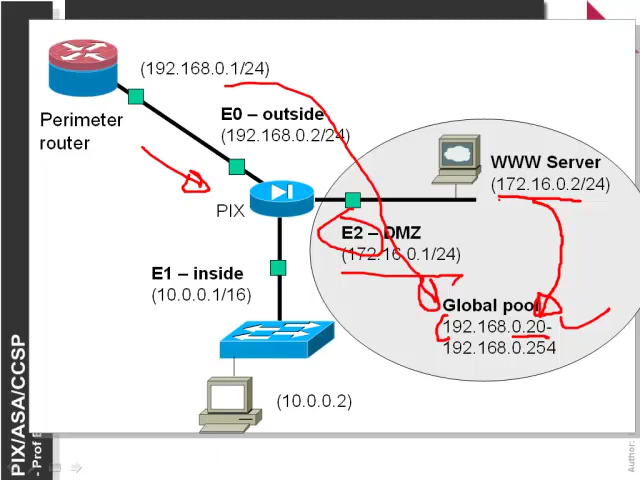 (192.168.0.1/24)
Perimeter
router
E0 – outside
(192.168.0.2/24)
WWW Server
(172.16.0.2/24)
PIX
E2 – DMZ
(172.16.0.1/24)
E1 – inside
(10.0.0.1/16)
Global pool
192.168.0.20-
192.168.0.254
(10.0.0.2)
PIX/ASA/CCSP
- Prof
Author: